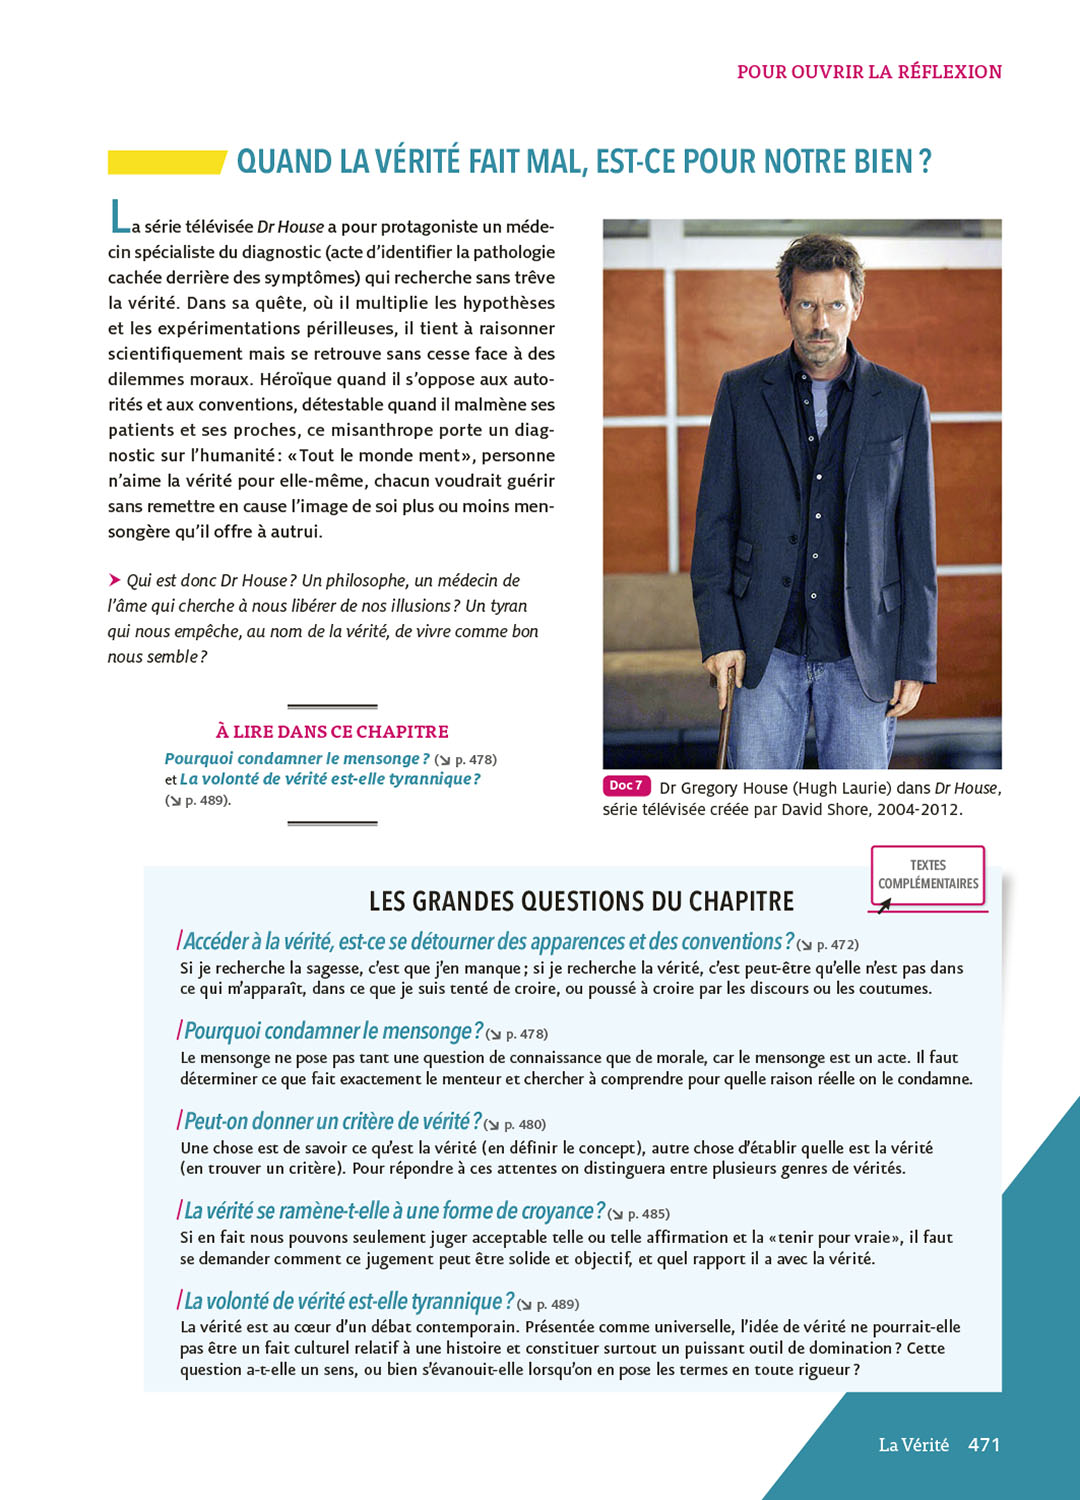 POUR OUVRIR LA RÉFLEXION
QUAND LA VÉRITÉ FAIT MAL, EST-CE POUR NOTRE BIEN ?
La série télévisée Dr House a pour protagoniste un méde-
cin spécialiste du diagnostic (acte d’identifier la pathologie
cachée derrière des symptômes) qui recherche sans trêve
la vérité. Dans sa quête, où il multiplie les hypothèses
et les expérimentations périlleuses, il tient à raisonner
scientifiquement mais se retrouve sans cesse face à des
dilemmes moraux. Héroïque quand il s’oppose aux auto-
rités et aux conventions, détestable quand il malmène ses
patients et ses proches, ce misanthrope porte un diag-
nostic sur l’humanité : « Tout le monde ment », personne
n’aime la vérité pour elle-même, chacun voudrait guérir
sans remettre en cause l’image de soi plus ou moins men-
songère qu’il offre à autrui.
➤ Qui est donc Dr House ? Un philosophe, un médecin de
l’âme qui cherche à nous libérer de nos illusions ? Un tyran
qui nous empêche, au nom de la vérité, de vivre comme bon
nous semble ?
À LIRE DANS CE CHAPITRE
Pourquoi condamner le mensonge ? (↘ p. 478)
et La volonté de vérité est-elle tyrannique ?
(↘ p. 489).
Doc 7 Dr Gregory House (Hugh Laurie) dans Dr House,
série télévisée créée par David Shore, 2004-2012.
TEXTES
COMPLÉMENTAIRES
LES GRANDES QUESTIONS DU CHAPITRE
/Accéder à la vérité, est-ce se détourner des apparences et des conventions ? (↘ p. 472)
Si je recherche la sagesse, c’est que j’en manque ; si je recherche la vérité, c’est peut-être qu’elle n’est pas dans
ce qui m’apparaît, dans ce que je suis tenté de croire, ou poussé à croire par les discours ou les coutumes.
/Pourquoi condamner le mensonge ? (↘ p. 478)
Le mensonge ne pose pas tant une question de connaissance que de morale, car le mensonge est un acte. Il faut
déterminer ce que fait exactement le menteur et chercher à comprendre pour quelle raison réelle on le condamne.
/Peut-on donner un critère de vérité ? (↘ p. 480)
Une chose est de savoir ce qu’est la vérité (en définir le concept), autre chose d’établir quelle est la vérité
(en trouver un critère). Pour répondre à ces attentes on distinguera entre plusieurs genres de vérités.
/La vérité se ramène-t-elle à une forme de croyance ? (↘ p. 485)
Si en fait nous pouvons seulement juger acceptable telle ou telle affirmation et la « tenir pour vraie », il faut
se demander comment ce jugement peut être solide et objectif, et quel rapport il a avec la vérité.
/La volonté de vérité est-elle tyrannique ? (↘ p. 489)
La vérité est au cœur d’un débat contemporain. Présentée comme universelle, l’idée de vérité ne pourrait-elle
pas être un fait culturel relatif à une histoire et constituer surtout un puissant outil de domination ? Cette
question a-t-elle un sens, ou bien s’évanouit-elle lorsqu’on en pose les termes en toute rigueur ?
La Vérité 471